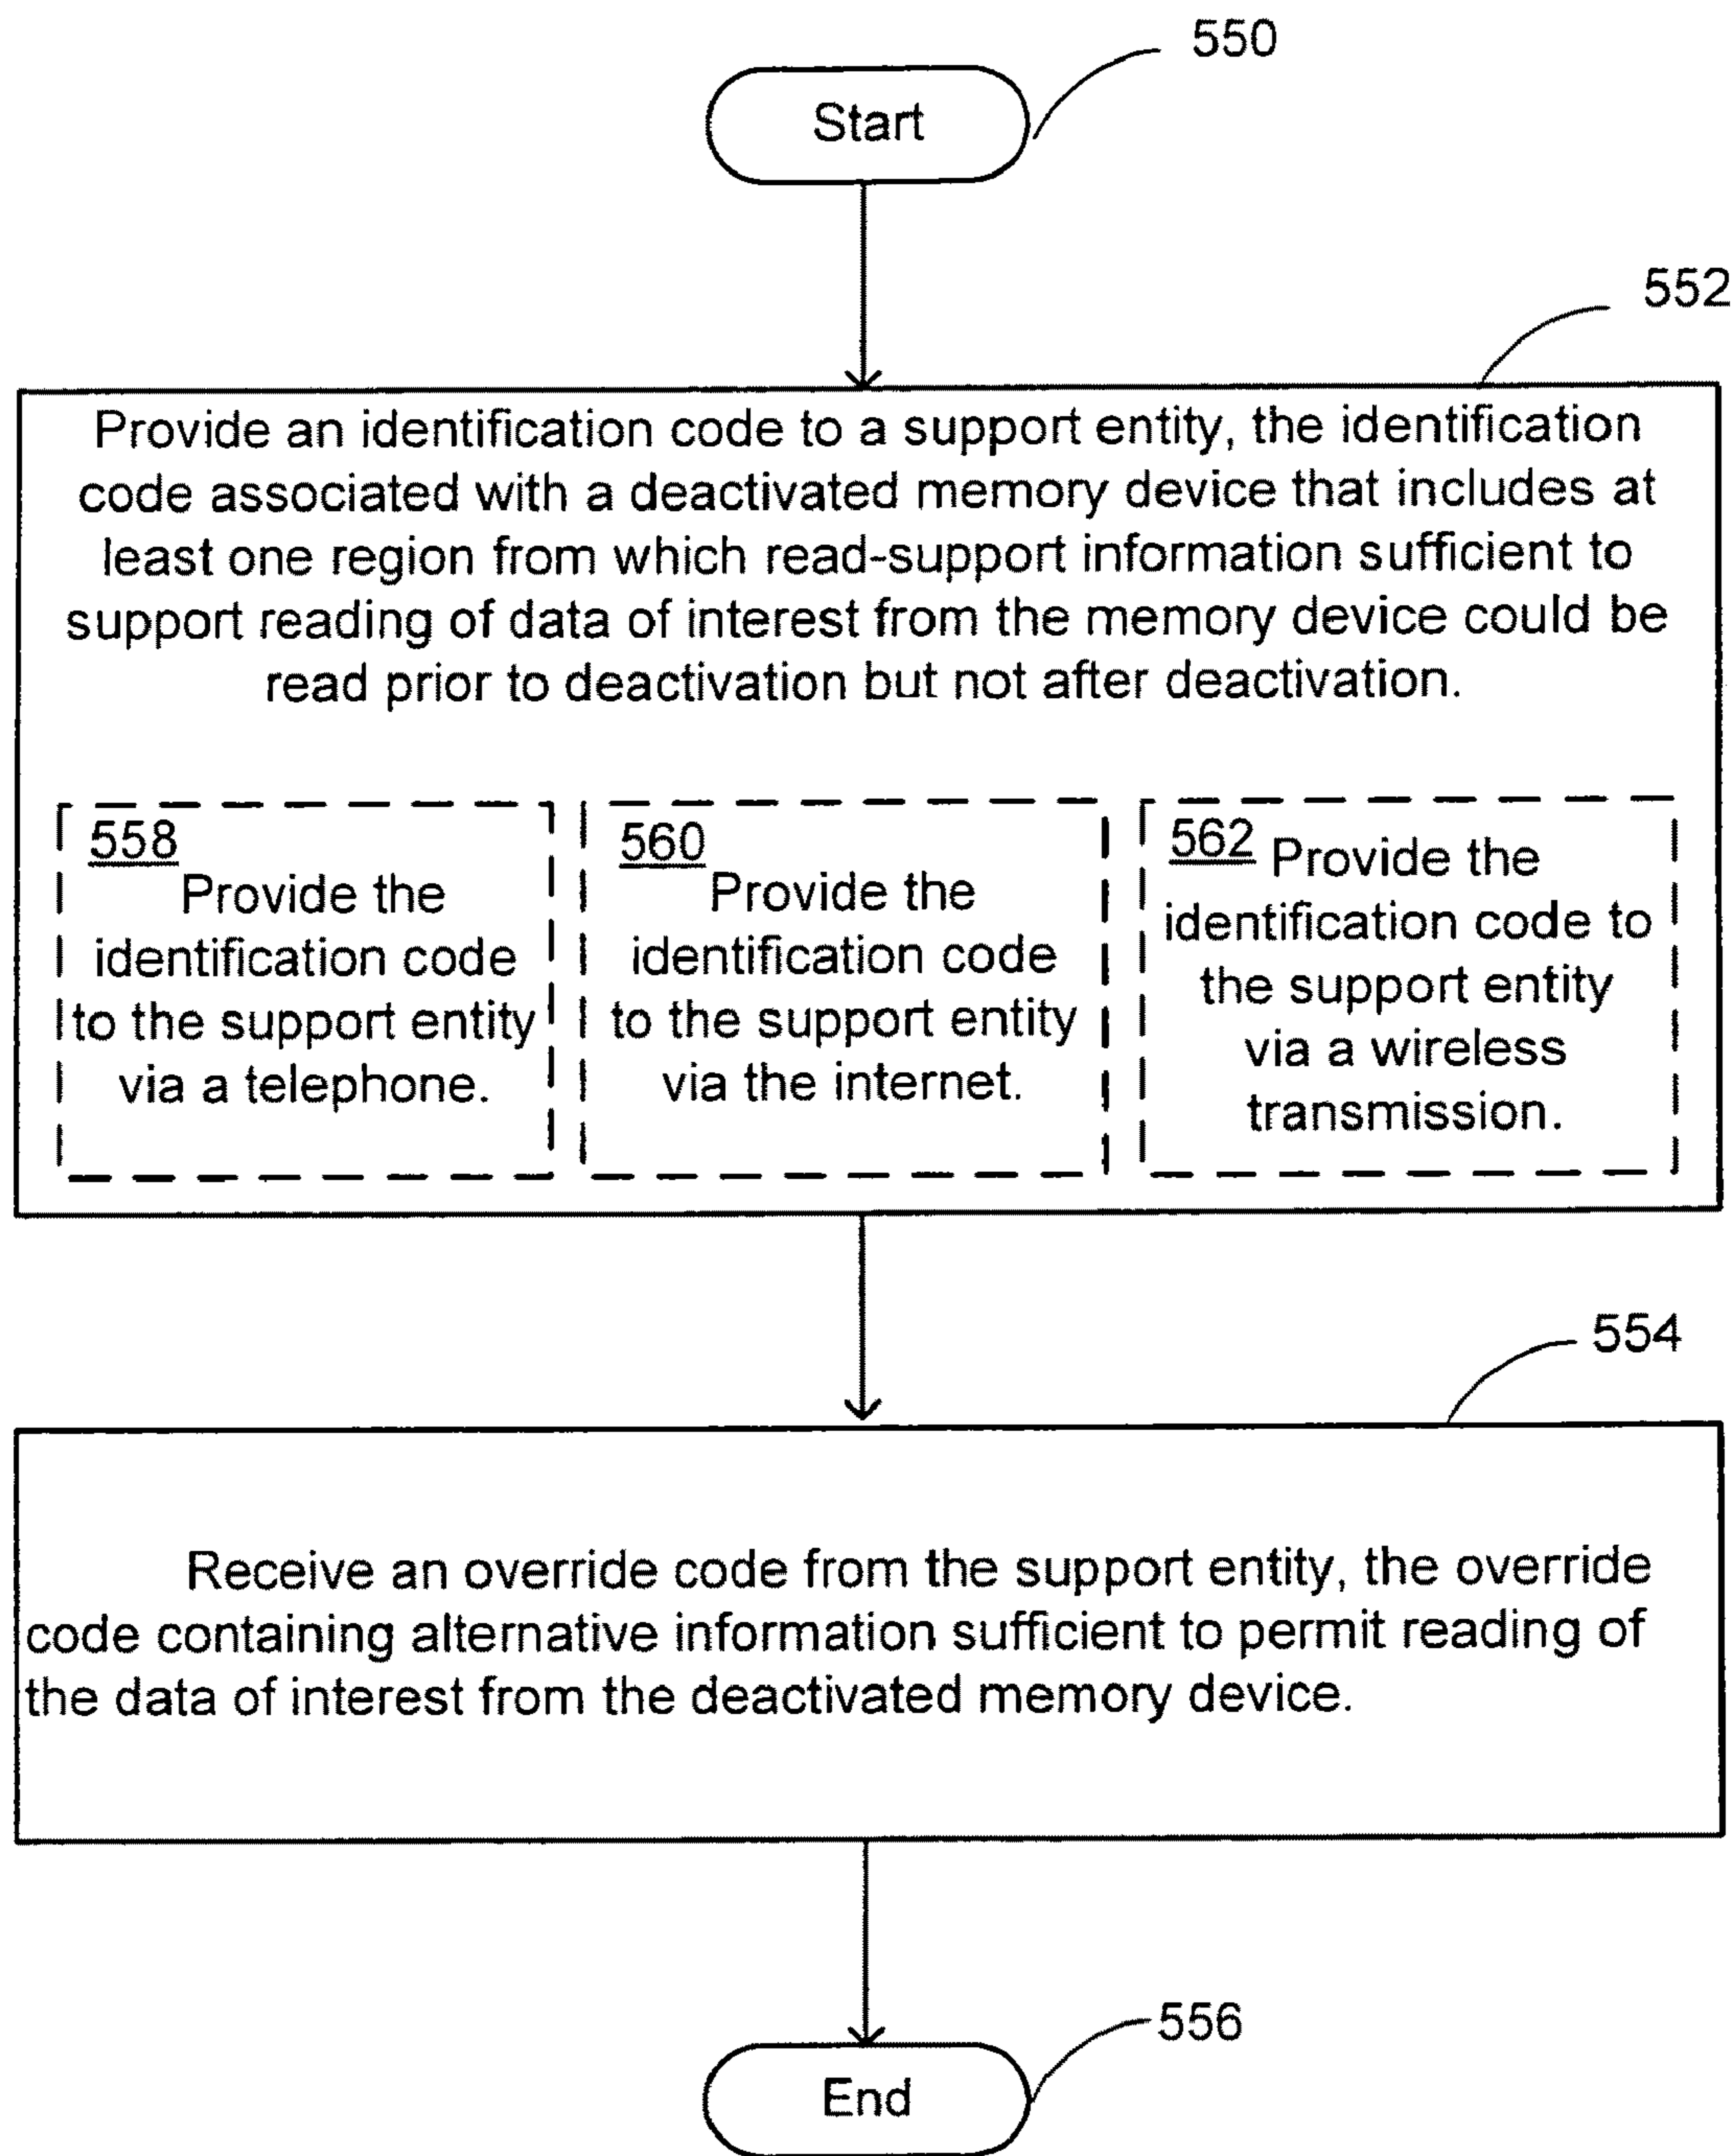 550
Start
552
Provide an identification code to a support entity, the identification
code associated with a deactivated memory device that includes at
least one region from which read-support information sufficient to
support reading of data of interest from the memory device could be
read prior to deactivation but not after deactivation.
558
Provide the
identification code
to the support entity
via a telephone.
560
Provide the
identification code
to the support entity
via the internet.
562 Provide the
identification code to
the support entity
via a wireless
transmission.
554
Receive an override code from the support entity, the override
code containing alternative information sufficient to permit reading of
the data of interest from the deactivated memory device.
556
End